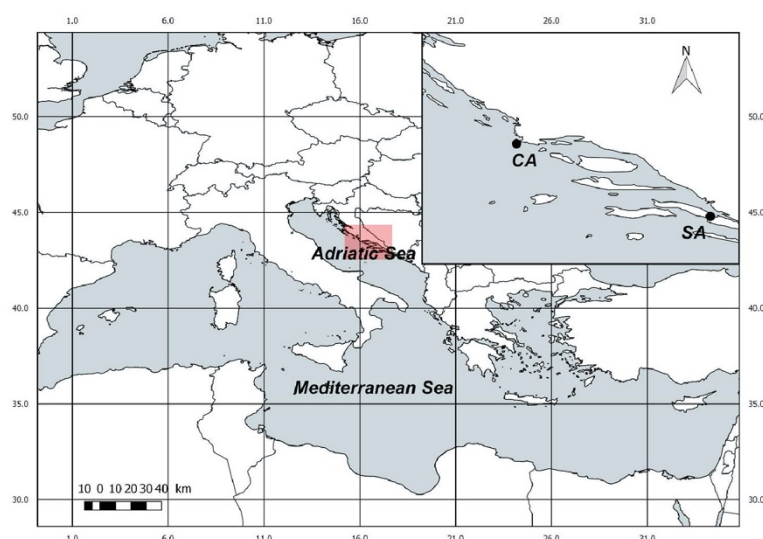 1.0 6.0 11.0 16.0 21.0 26.0 31.0
N
50.0 50.0
CA
45.0 45.0
SA
Adriatic Sea
40.0 40.0
Mediterranean Sea
35.0 35.0
10 0 10 20 30 40 km
30.0 30.0
1.0 6.0 11.0 16.0 21.0 26.0 31.0